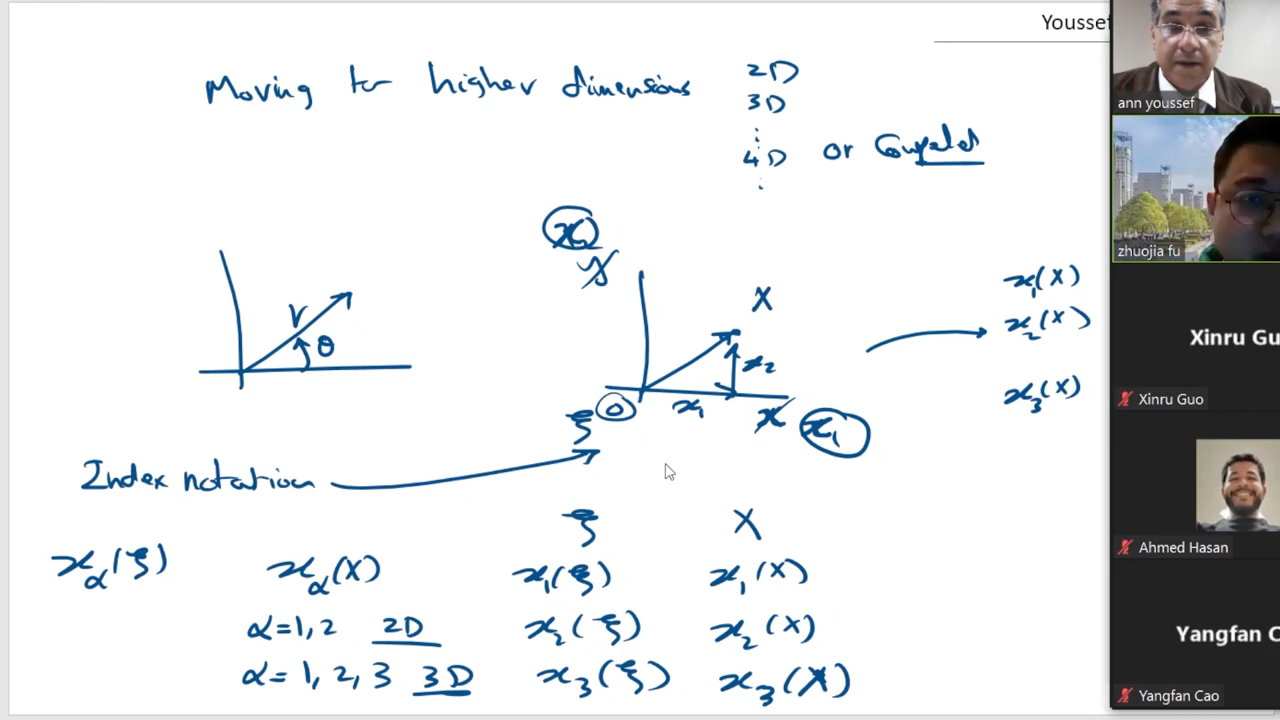 Youssef
Moving to higher dimensions
2D
3D
⋮
4D or Coupled
⋮
x₁(X)
x₂(X)
x₃(X)
r
θ
y
X
x₂
0
x₁
x
x₁
ξ
Index notation
ξ X
x_α(ξ) x_α(X) x₁(ξ) x₁(X)
α=1,2 2D x₂(ξ) x₂(X)
α=1,2,3 3D x₃(ξ) x₃(X)
ann youssef
zhuojia fu
Xinru Gu
Xinru Guo
Ahmed Hasan
Yangfan C
Yangfan Cao